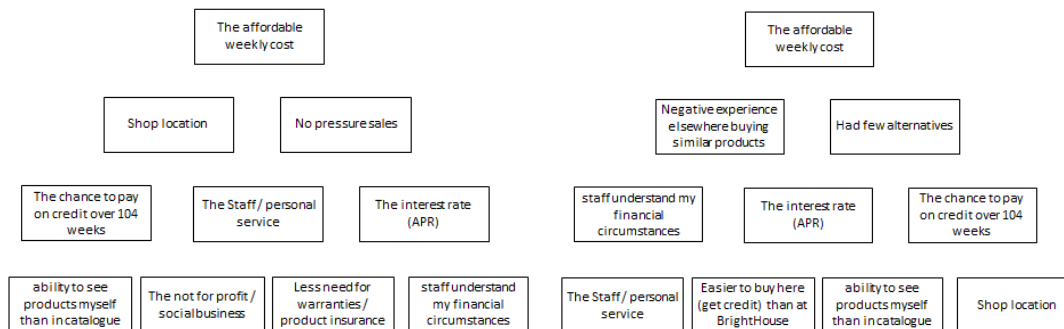 The affordable
weekly cost
The affordable
weekly cost
Shop location
No pressure sales
Negative experience
elsewhere buying
similar products
Had few alternatives
The chance to pay
on credit over 104
weeks
The Staff / personal
service
The interest rate
(APR)
staff understand my
financial
circumstances
The interest rate
(APR)
The chance to pay
on credit over 104
weeks
ability to see
products myself
than in catalogue
The not for profit /
social business
Less need for
warranties /
product insurance
staff understand
my financial
circumstances
The Staff / personal
service
Easier to buy here
(get credit) than at
BrightHouse
ability to see
products myself
than in catalogue
Shop location